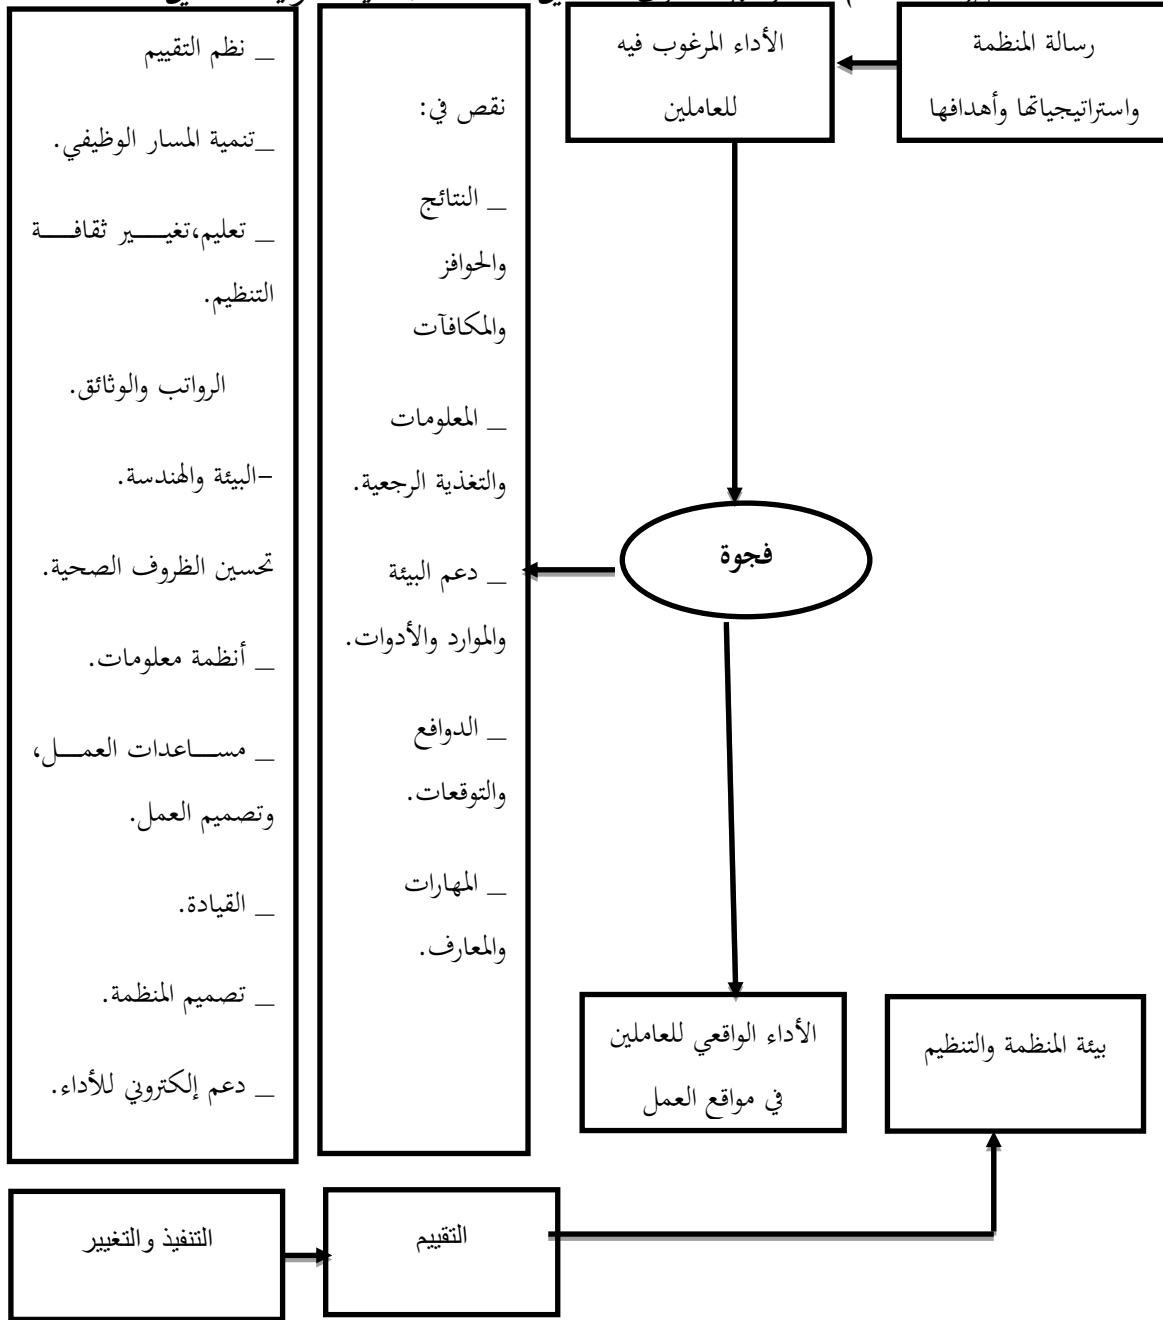 رسالة المنظمة
واستراتيجياتها وأهدافها
الأداء المرغوب فيه
للعاملين
نقص في:
_ النتائج
والحوافز
والمكافآت
_ المعلومات
والتغذية الرجعية.
_ دعم البيئة
والموارد والأدوات.
_ الدوافع
والتوقعات.
_ المهارات
والمعارف.
_ نظم التقييم
_تنمية المسار الوظيفي.
_ تعليم،تغيير ثقافة
التنظيم.
الرواتب والوثائق.
-البيئة والهندسة.
تحسين الظروف الصحية.
_ أنظمة معلومات.
_ مساعدات العمل،
وتصميم العمل.
_ القيادة.
_ تصميم المنظمة.
_ دعم إلكتروني للأداء.
فجوة
بيئة المنظمة والتنظيم
الأداء الواقعي للعاملين
في مواقع العمل
التقييم
التنفيذ والتغيير